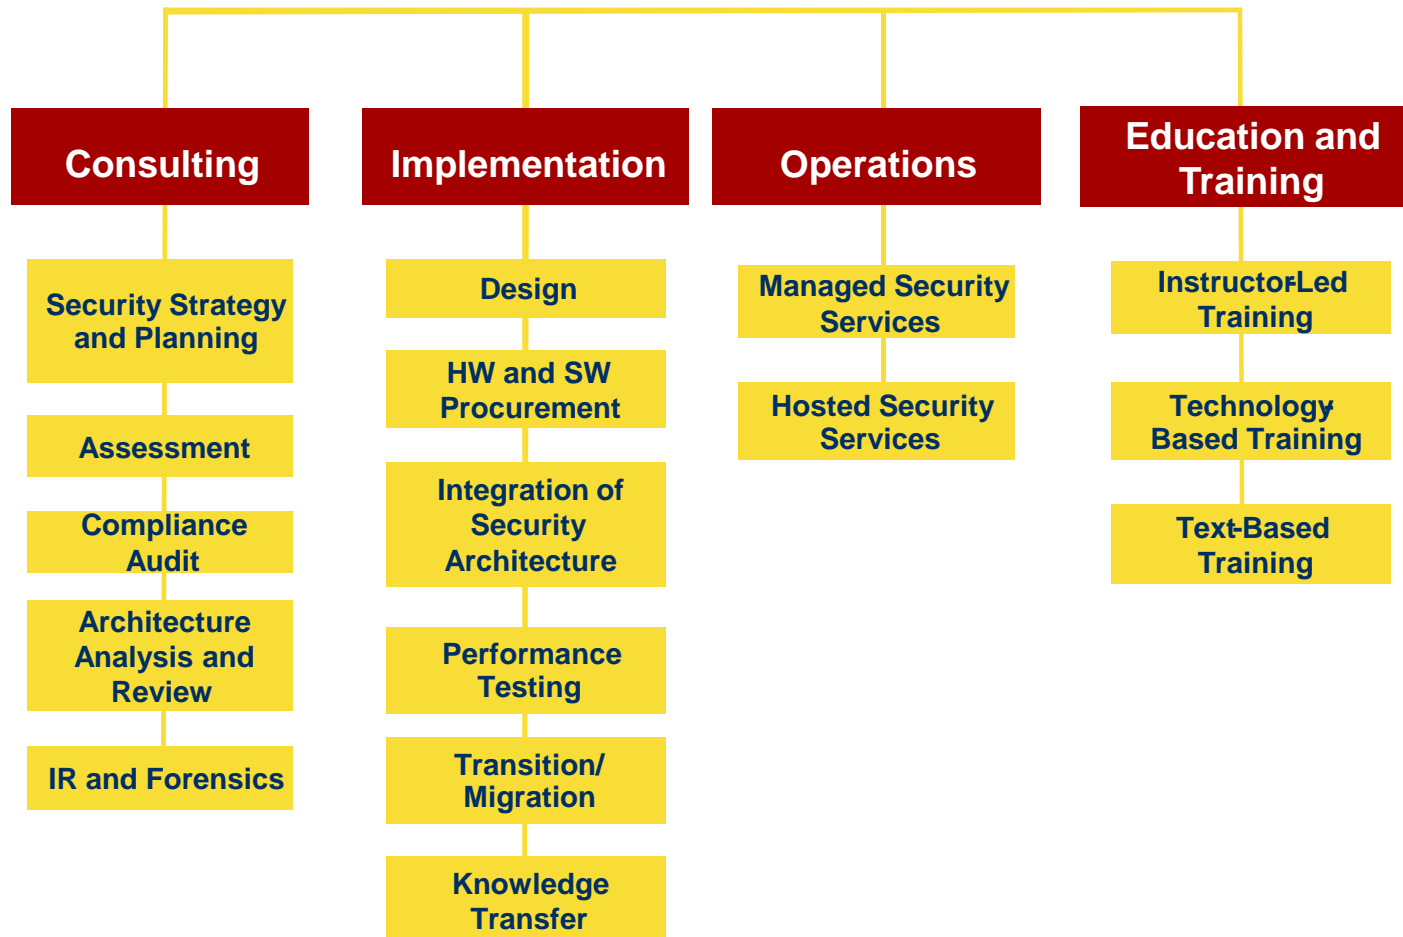 Consulting
Security Strategy
and Planning
Assessment
Compliance
Audit
Architecture
Analysis and
Review
IR and Forensics
Implementation
Design
HW and SW
Procurement
Integration of
Security
Architecture
Performance
Testing
Transition/
Migration
Knowledge
Transfer
Operations
Managed Security
Services
Hosted Security
Services
Education and
Training
Instructor-Led
Training
Technology-
Based Training
Text-Based
Training